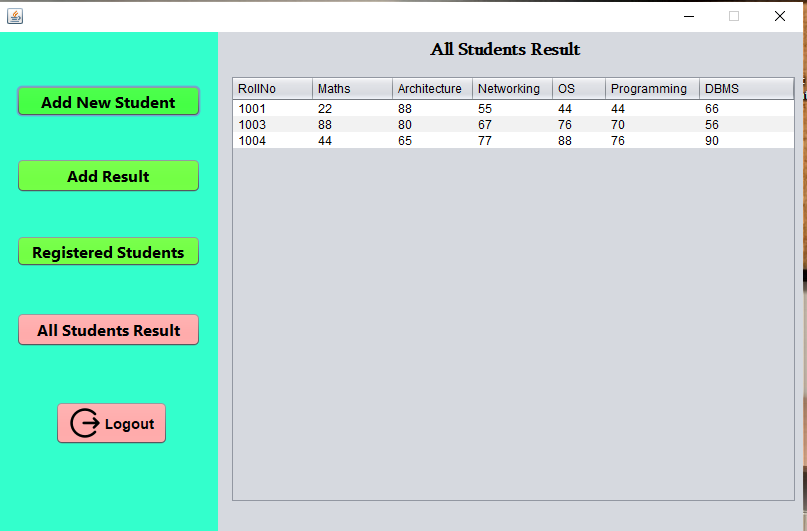 All Students Result
Add New Student
Add Result
Registered Students
All Students Result
Logout
RollNo Maths Architecture Networking OS Programming DBMS
1001 22 88 55 44 44 66
1003 88 80 67 76 70 56
1004 44 65 77 88 76 90